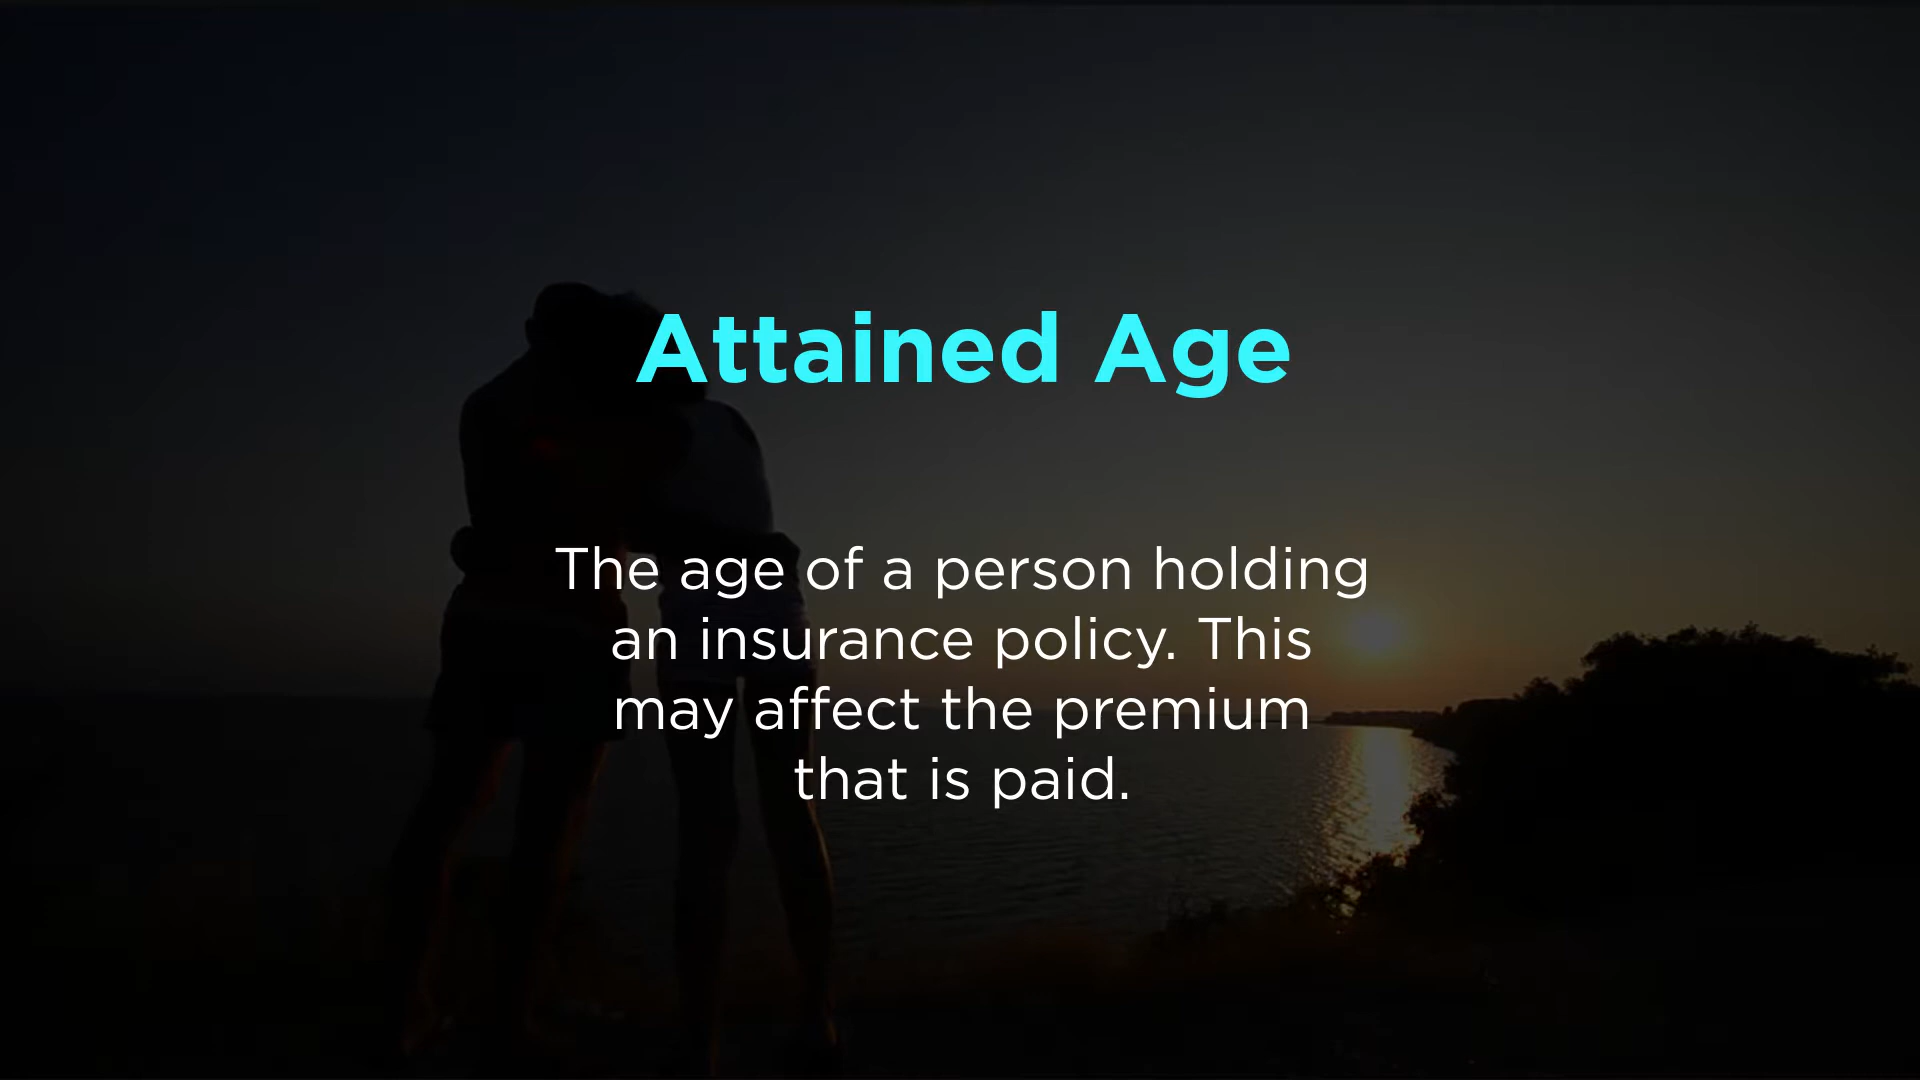 Attained Age
The age of a person holding
an insurance policy. This
may affect the premium
that is paid.